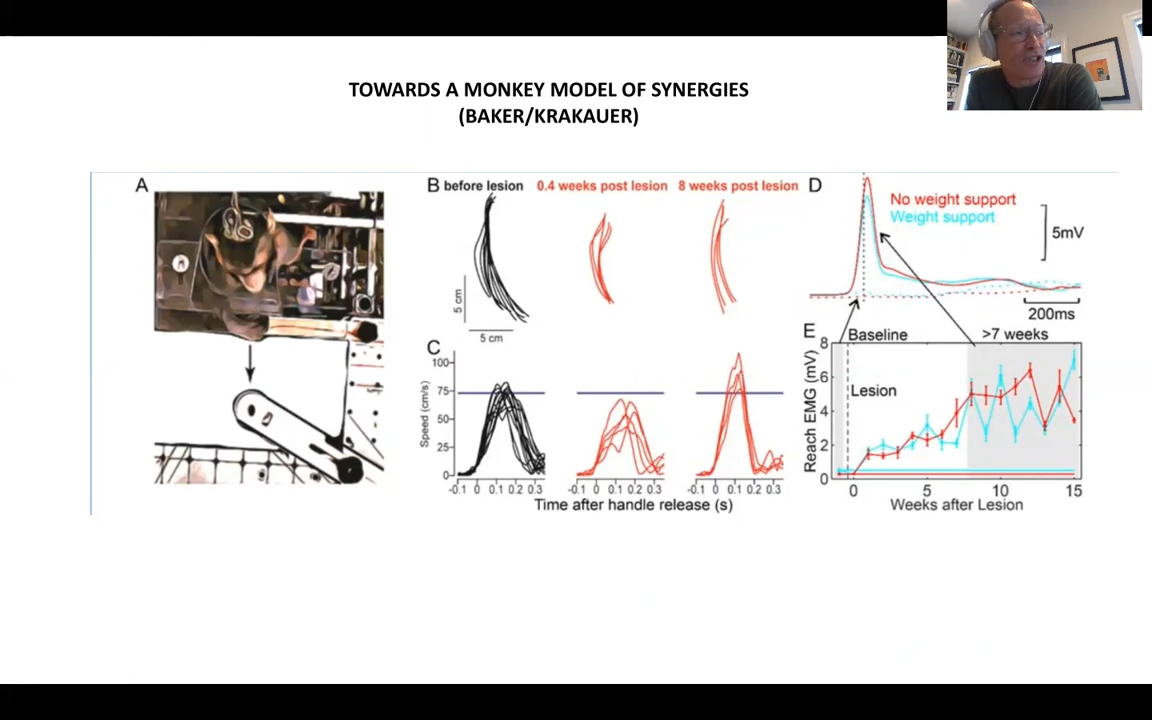 TOWARDS A MONKEY MODEL OF SYNERGIES
(BAKER/KRAKAUER)
A
B before lesion 0.4 weeks post lesion 8 weeks post lesion
5 cm
5 cm
C
100
75
50
25
0
Speed (cm/s)
-0.1 0 0.1 0.2 0.3 -0.1 0 0.1 0.2 0.3 -0.1 0 0.1 0.2 0.3
Time after handle release (s)
D
No weight support
Weight support
5mV
200ms
E
Baseline >7 weeks
Lesion
8
6
4
2
0
Reach EMG (mV)
0 5 10 15
Weeks after Lesion